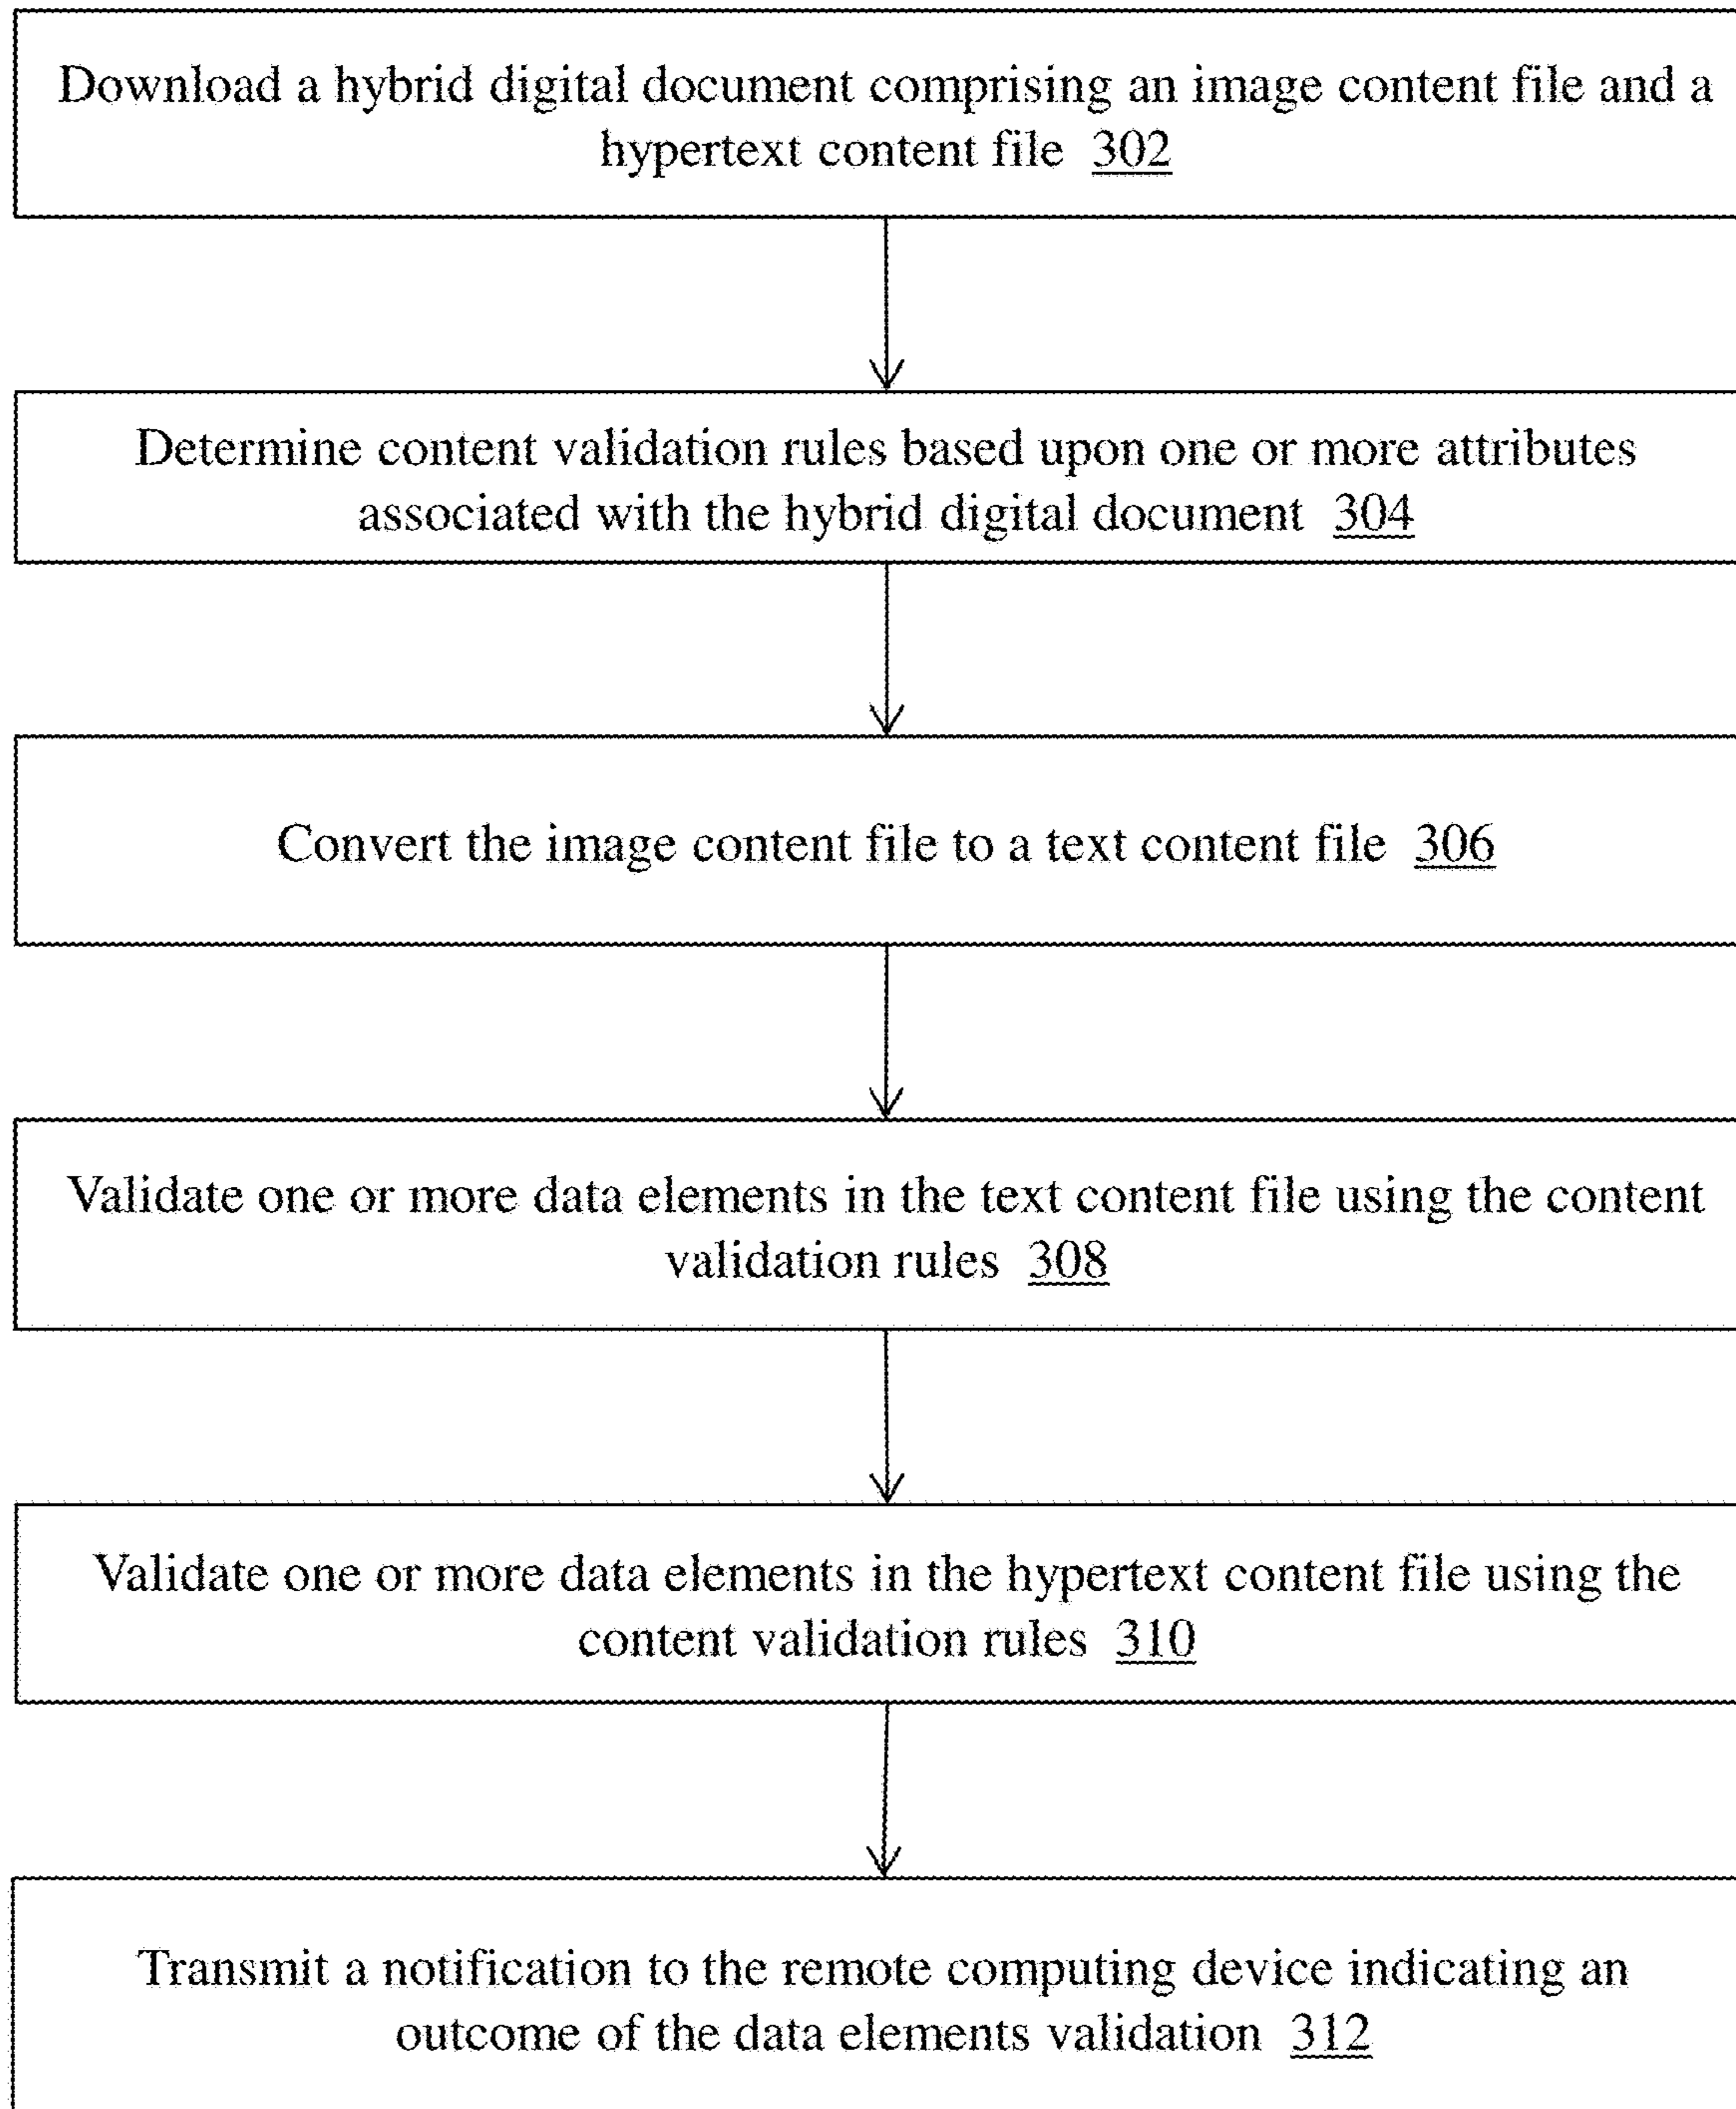 Download a hybrid digital document comprising an image content file and a
hypertext content file 302
Determine content validation rules based upon one or more attributes
associated with the hybrid digital document 304
Convert the image content file to a text content file 306
Validate one or more data elements in the text content file using the content
validation rules 308
Validate one or more data elements in the hypertext content file using the
content validation rules 310
Transmit a notification to the remote computing device indicating an
outcome of the data elements validation 312